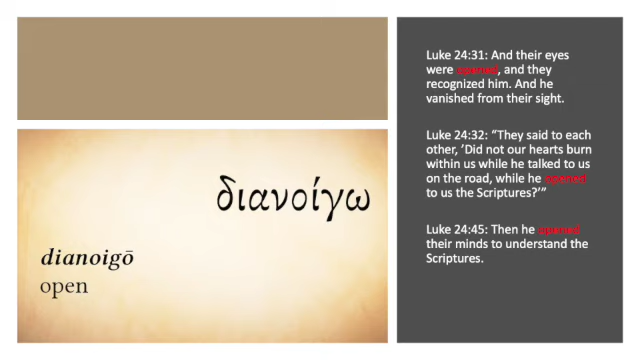 διανοίγω
dianoigō
open
Luke 24:31: And their eyes
were opened, and they
recognized him. And he
vanished from their sight.
Luke 24:32: “They said to each
other, ’Did not our hearts burn
within us while he talked to us
on the road, while he opened
to us the Scriptures?’”
Luke 24:45: Then he opened
their minds to understand the
Scriptures.